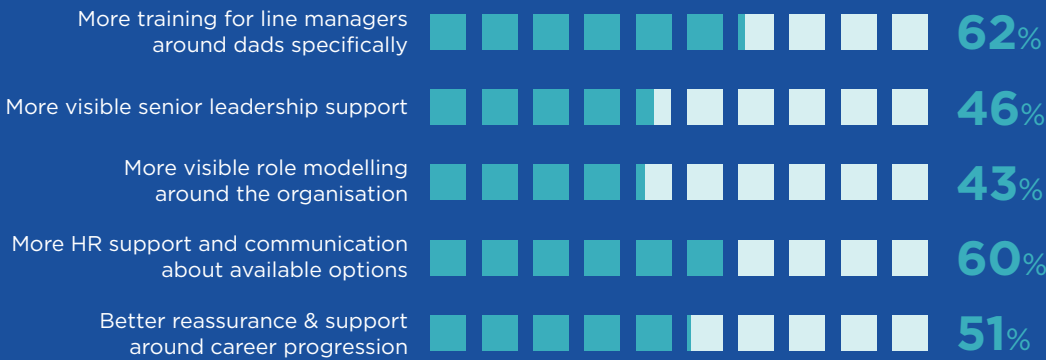 More training for line managers
around dads specifically
62%
More visible senior leadership support
46%
More visible role modelling
around the organisation
43%
More HR support and communication
about available options
60%
Better reassurance & support
around career progression
51%